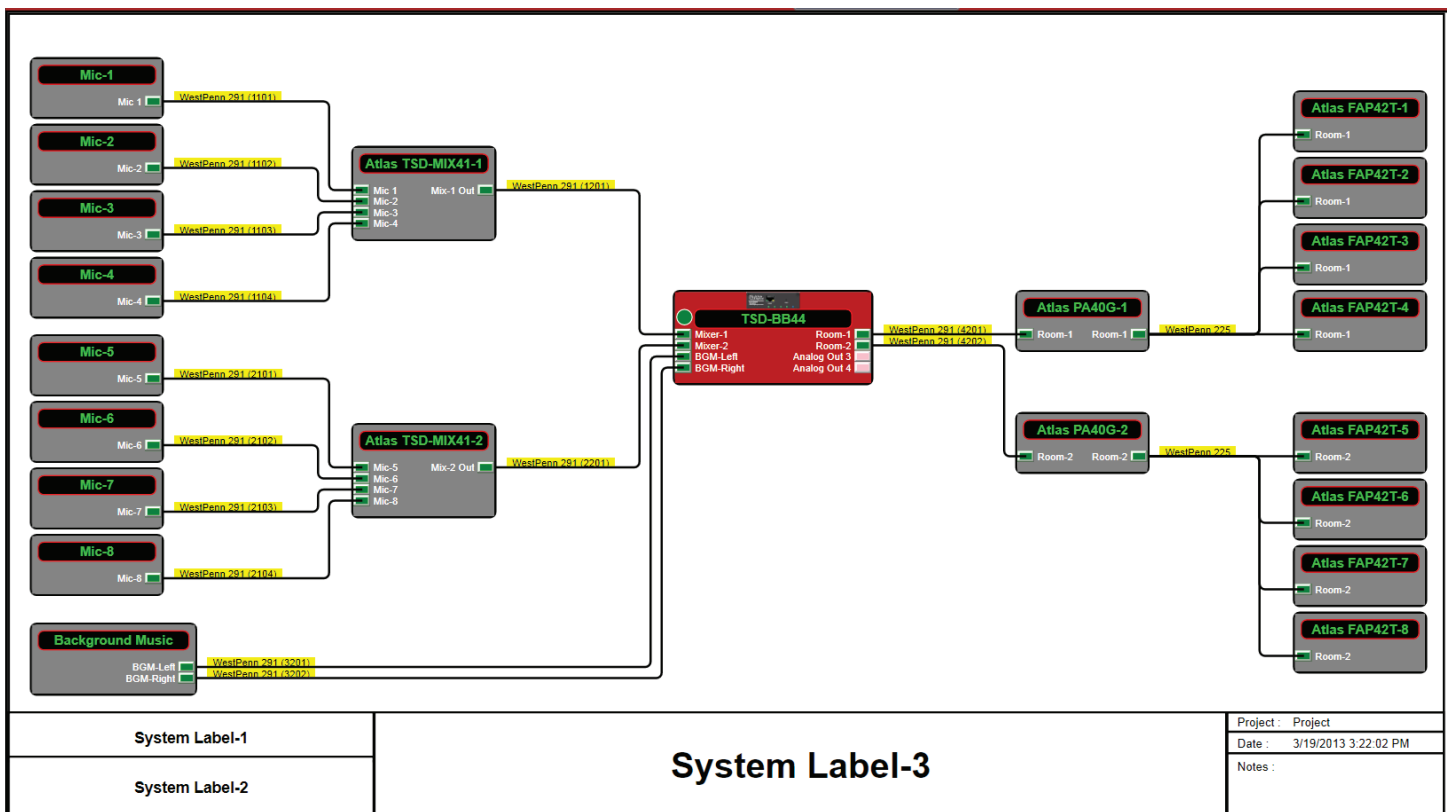 Mic-1
Mic 1
WestPenn 291 (1101)
Mic-2
Mic-2
WestPenn 291 (1102)
Mic-3
Mic-3
WestPenn 291 (1103)
Mic-4
Mic-4
WestPenn 291 (1104)
Atlas TSD-MIX41-1
Mic 1 Mix-1 Out
Mic-2
Mic-3
Mic-4
WestPenn 291 (1201)
Mic-5
Mic-5
WestPenn 291 (2101)
Mic-6
Mic-6
WestPenn 291 (2102)
Mic-7
Mic-7
WestPenn 291 (2103)
Mic-8
Mic-8
WestPenn 291 (2104)
Atlas TSD-MIX41-2
Mic-5 Mix-2 Out
Mic-6
Mic-7
Mic-8
WestPenn 291 (2201)
Background Music
BGM-Left
BGM-Right
WestPenn 291 (3201)
WestPenn 291 (3202)
TSD-BB44
Mixer-1 Room-1
Mixer-2 Room-2
BGM-Left Analog Out 3
BGM-Right Analog Out 4
WestPenn 291 (4201)
WestPenn 291 (4202)
Atlas PA40G-1
Room-1 Room-1
WestPenn 225
Atlas PA40G-2
Room-2 Room-2
WestPenn 225
Atlas FAP42T-1
Room-1
Atlas FAP42T-2
Room-1
Atlas FAP42T-3
Room-1
Atlas FAP42T-4
Room-1
Atlas FAP42T-5
Room-2
Atlas FAP42T-6
Room-2
Atlas FAP42T-7
Room-2
Atlas FAP42T-8
Room-2
System Label-1
System Label-2
System Label-3
Project : Project
Date : 3/19/2013 3:22:02 PM
Notes :